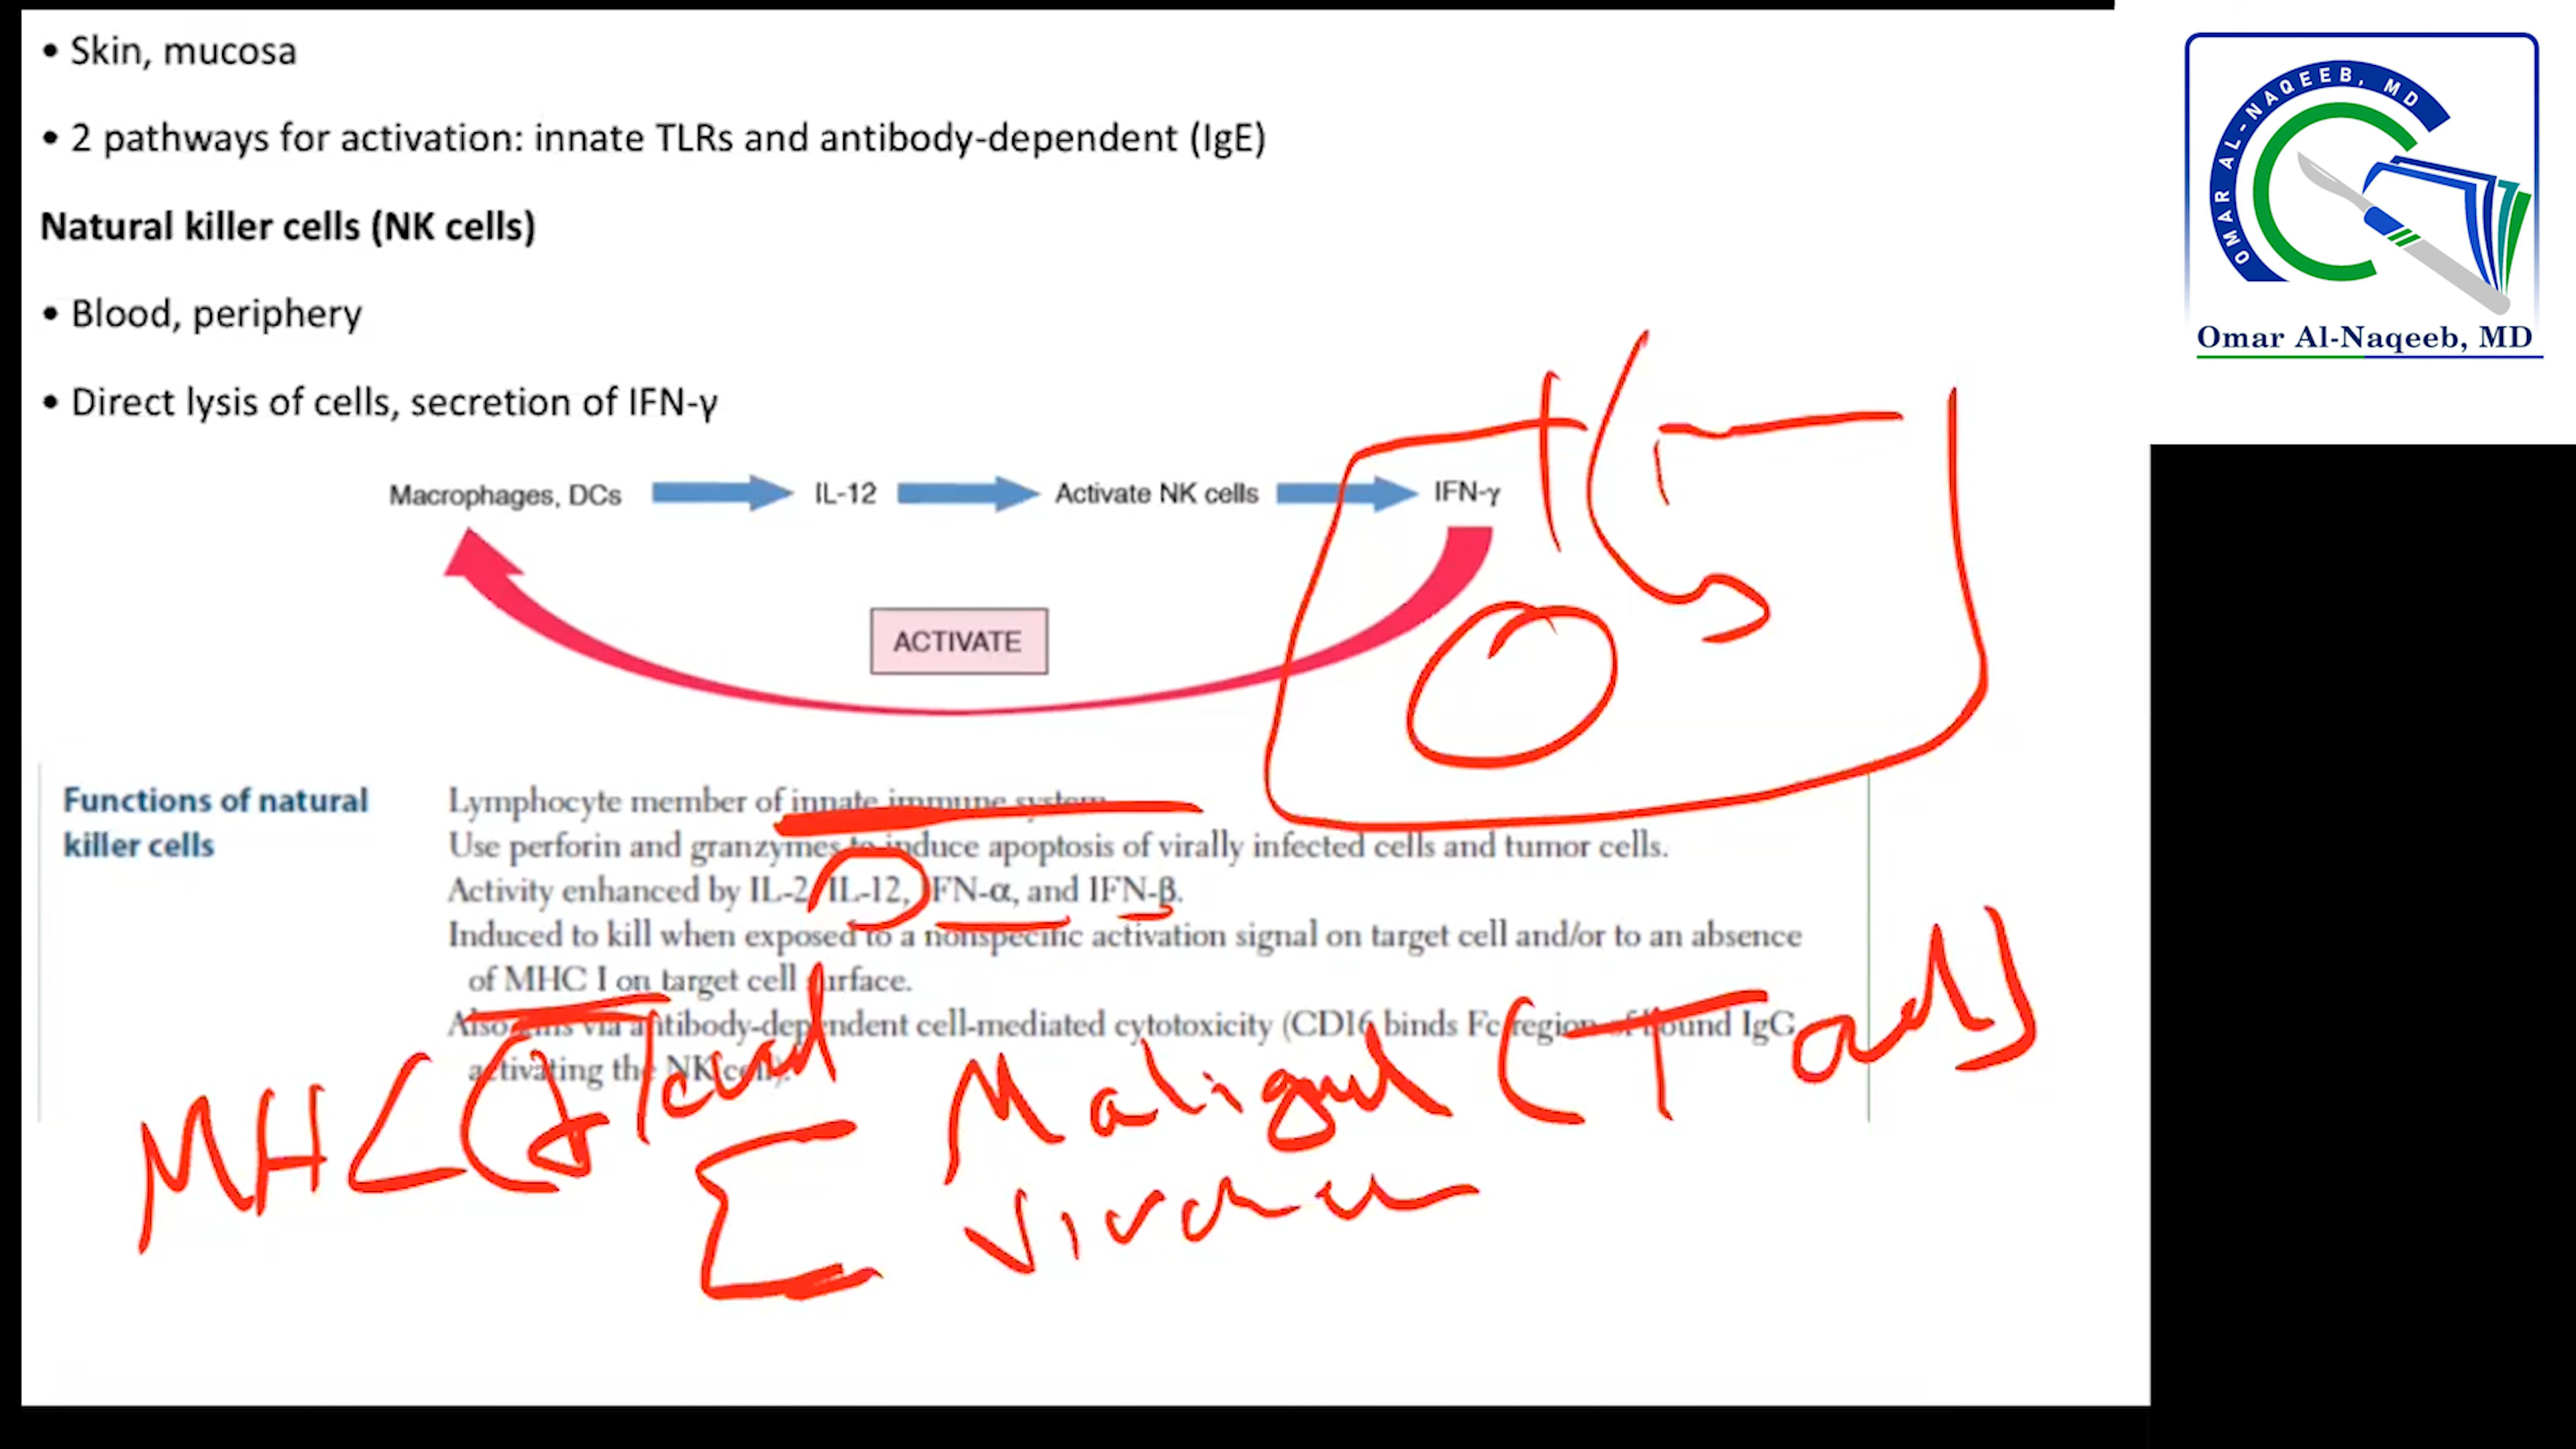 • Skin, mucosa
• 2 pathways for activation: innate TLRs and antibody-dependent (IgE)
Natural killer cells (NK cells)
• Blood, periphery
• Direct lysis of cells, secretion of IFN-γ
Macrophages, DCs IL-12 Activate NK cells IFN-γ
ACTIVATE
Functions of natural killer cells
Lymphocyte member of innate immune system.
Use perforin and granzymes to induce apoptosis of virally infected cells and tumor cells.
Activity enhanced by IL-2, IL-12, IFN-α, and IFN-β.
Induced to kill when exposed to a nonspecific activation signal on target cell and/or to an absence
of MHC I on target cell surface.
Also kills via antibody-dependent cell-mediated cytotoxicity (CD16 binds Fc region of bound IgG,
activating the NK cell).
MHC I
OMAR AL-NAQEEB, MD
Omar Al-Naqeeb, MD